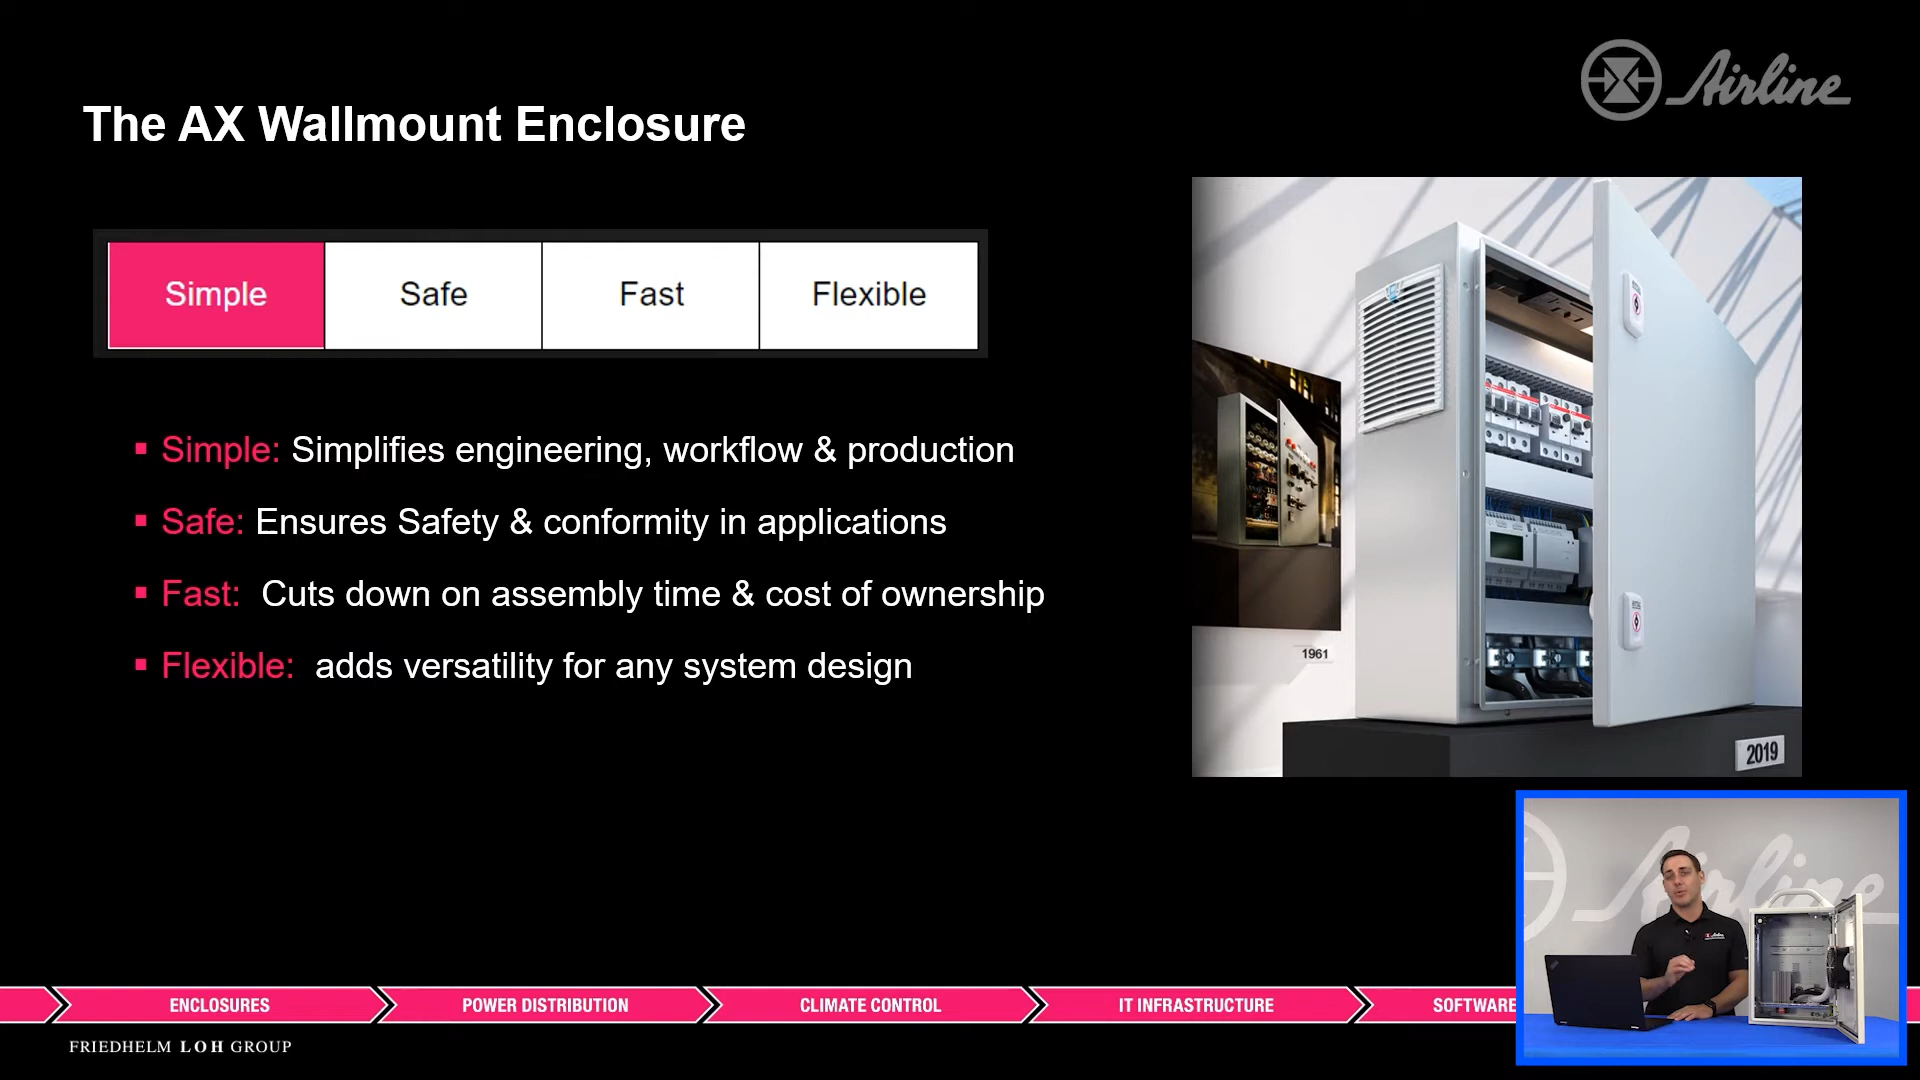 Airline
The AX Wallmount Enclosure
Simple
Safe
Fast
Flexible
Simple: Simplifies engineering, workflow & production
Safe: Ensures Safety & conformity in applications
Fast: Cuts down on assembly time & cost of ownership
Flexible: adds versatility for any system design
1961
2019
Airline
ENCLOSURES
POWER DISTRIBUTION
CLIMATE CONTROL
IT INFRASTRUCTURE
SOFTWARE
FRIEDHELM LOH GROUP